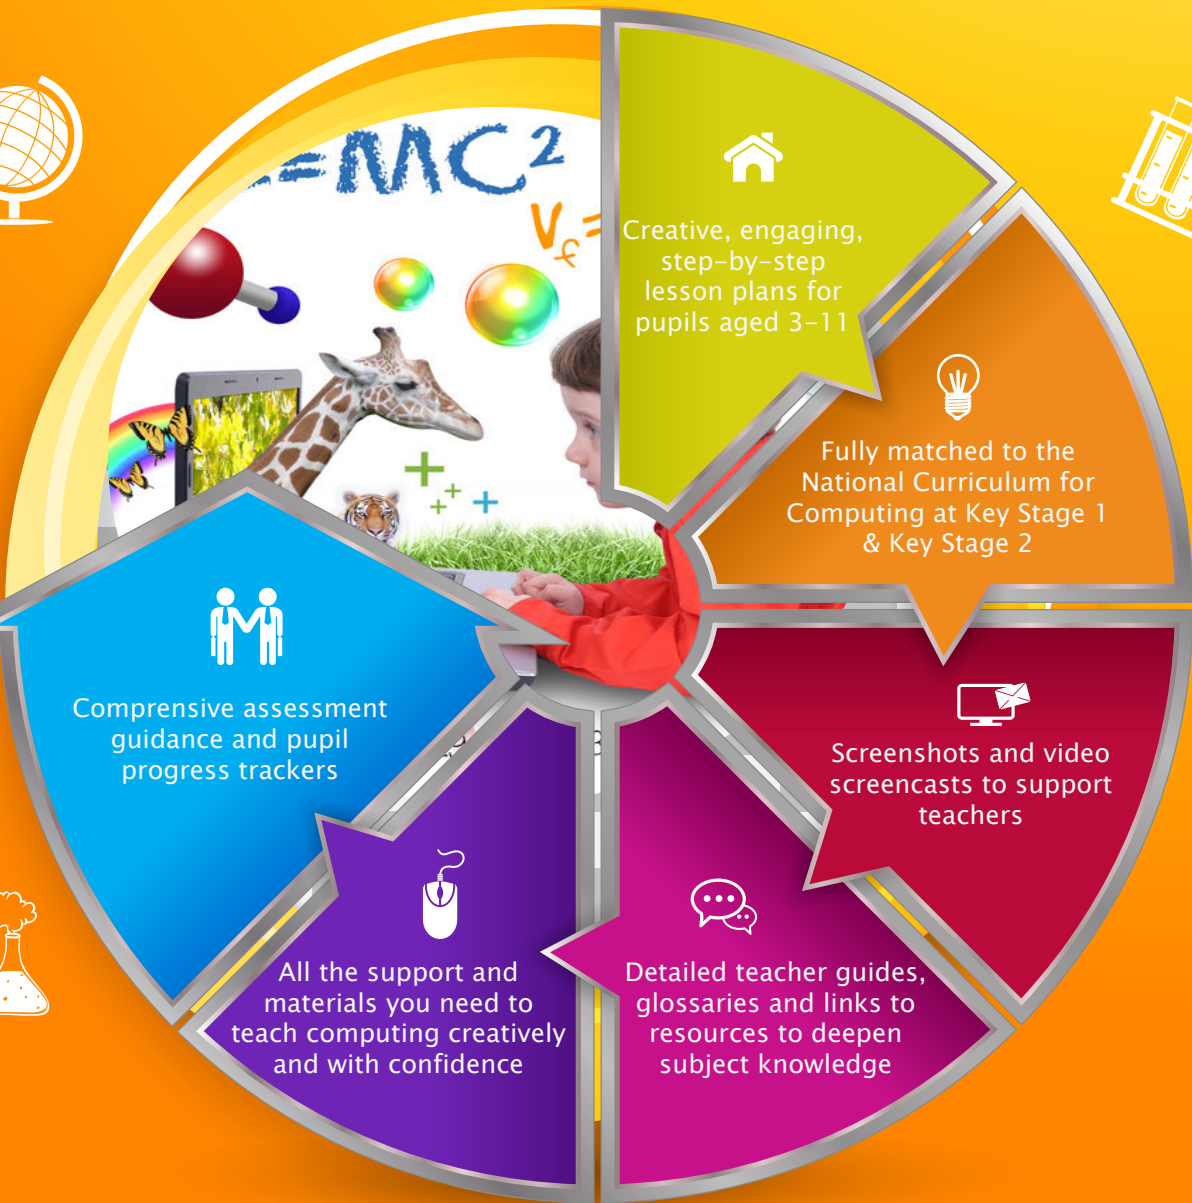 =MC²
V_f =
Creative, engaging,
step-by-step
lesson plans for
pupils aged 3-11
Fully matched to the
National Curriculum for
Computing at Key Stage 1
& Key Stage 2
Screenshots and video
screencasts to support
teachers
Detailed teacher guides,
glossaries and links to
resources to deepen
subject knowledge
All the support and
materials you need to
teach computing creatively
and with confidence
Comprensive assessment
guidance and pupil
progress trackers